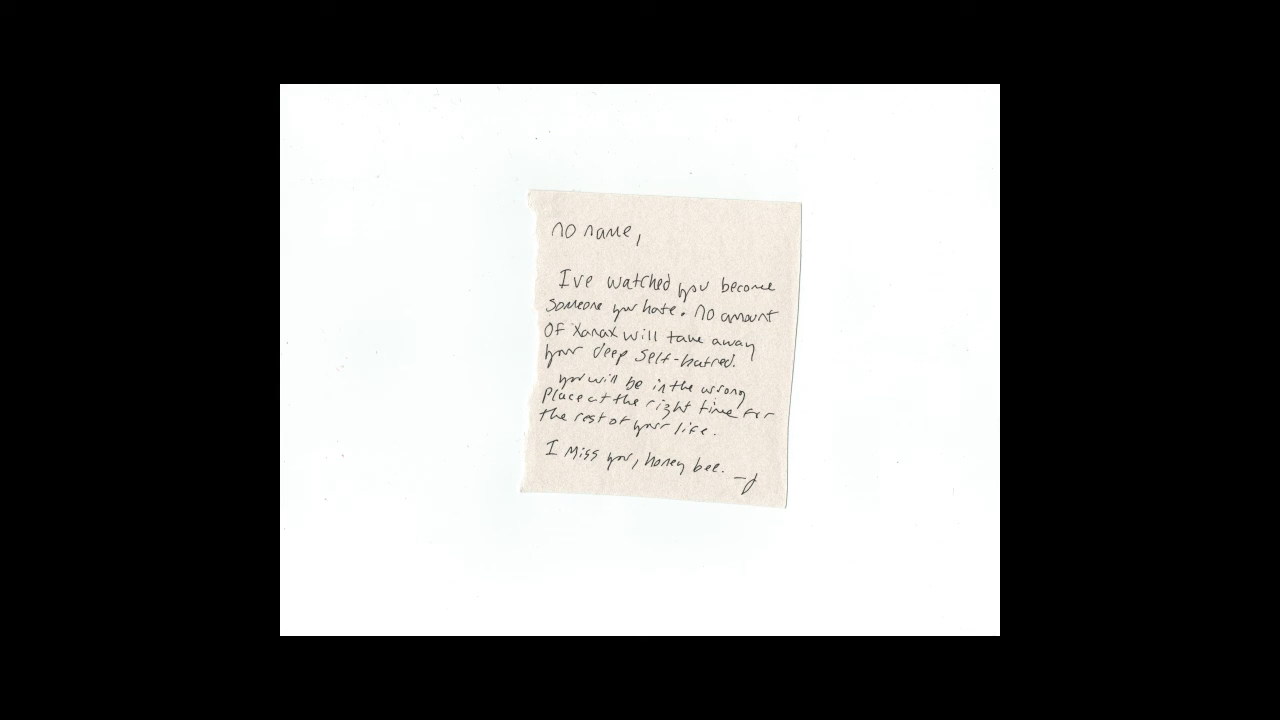 no name,
I've watched you become
someone you hate. No amount
of Xanax will take away
your deep self-hatred.
you will be in the wrong
place at the right time for
the rest of your life.
I miss you, honey bee. -J